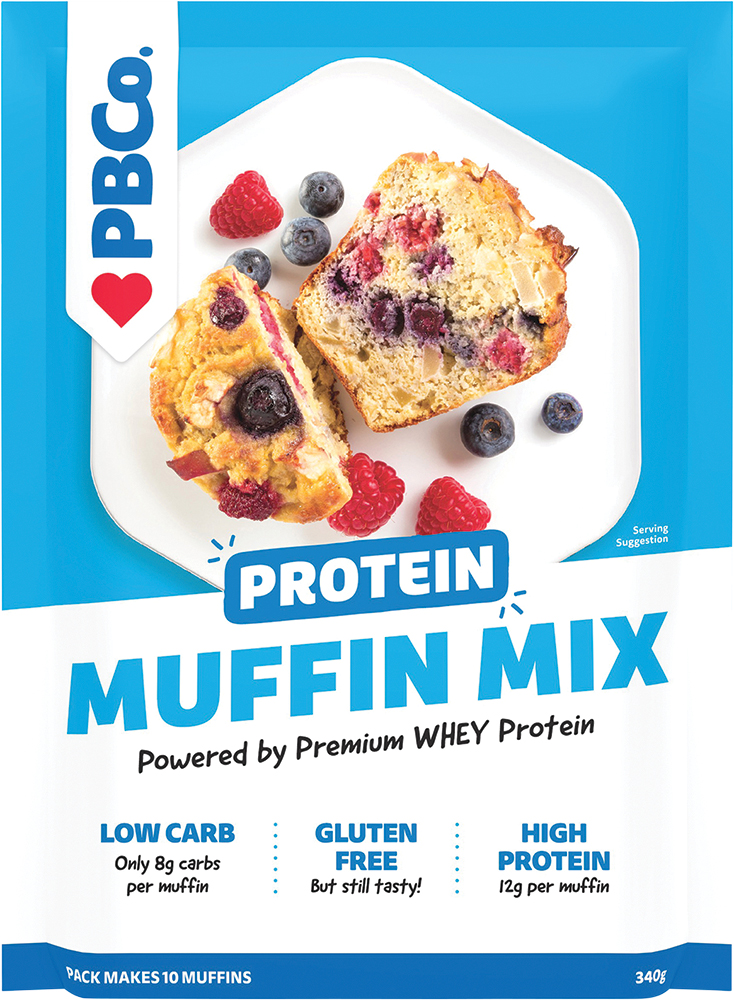 PBCo.
Serving
Suggestion
PROTEIN
MUFFIN MIX
Powered by Premium WHEY Protein
LOW CARB
Only 8g carbs
per muffin
GLUTEN
FREE
But still tasty!
HIGH
PROTEIN
12g per muffin
PACK MAKES 10 MUFFINS
340g